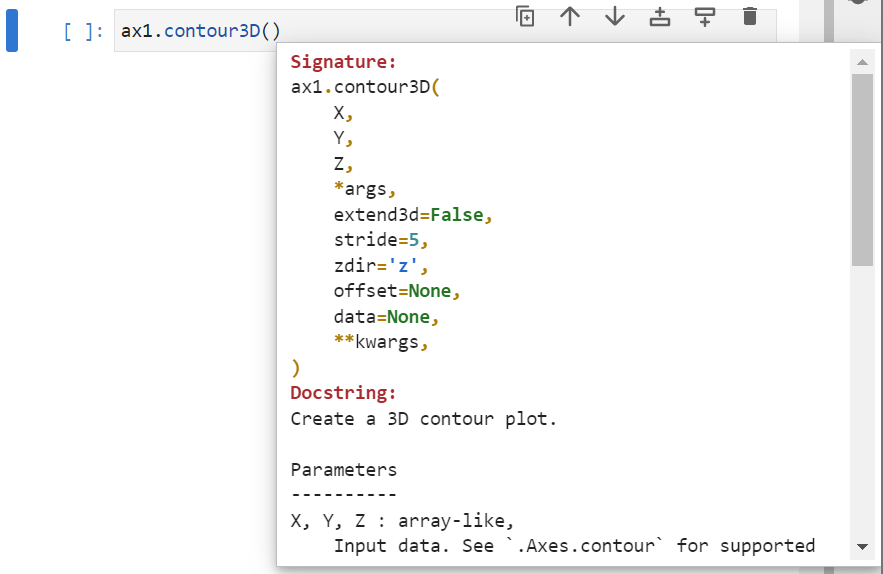 [ ]: ax1.contour3D()
Signature:
ax1.contour3D(
    X,
    Y,
    Z,
    *args,
    extend3d=False,
    stride=5,
    zdir='z',
    offset=None,
    data=None,
    **kwargs,
)
Docstring:
Create a 3D contour plot.

Parameters
----------
X, Y, Z : array-like,
    Input data. See `.Axes.contour` for supported